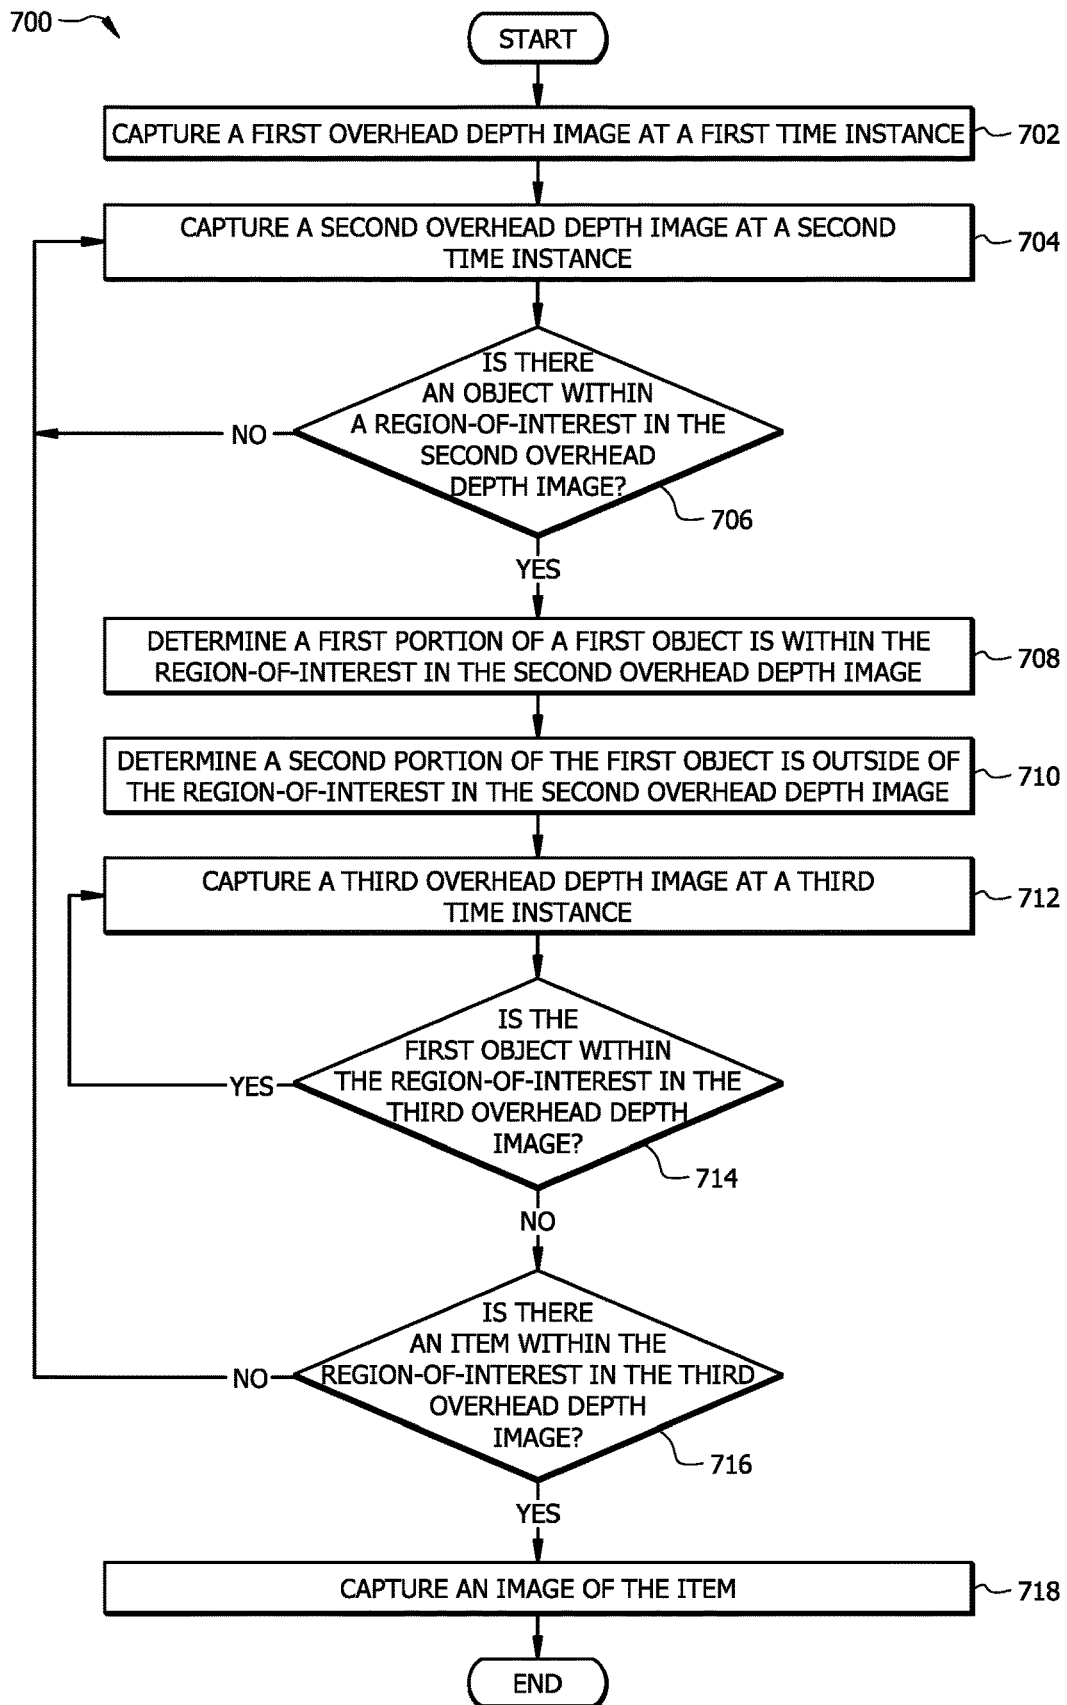 700
START
CAPTURE A FIRST OVERHEAD DEPTH IMAGE AT A FIRST TIME INSTANCE
702
CAPTURE A SECOND OVERHEAD DEPTH IMAGE AT A SECOND
TIME INSTANCE
704
IS THERE
AN OBJECT WITHIN
A REGION-OF-INTEREST IN THE
SECOND OVERHEAD
DEPTH IMAGE?
NO
706
YES
DETERMINE A FIRST PORTION OF A FIRST OBJECT IS WITHIN THE
REGION-OF-INTEREST IN THE SECOND OVERHEAD DEPTH IMAGE
708
DETERMINE A SECOND PORTION OF THE FIRST OBJECT IS OUTSIDE OF
THE REGION-OF-INTEREST IN THE SECOND OVERHEAD DEPTH IMAGE
710
CAPTURE A THIRD OVERHEAD DEPTH IMAGE AT A THIRD
TIME INSTANCE
712
IS THE
FIRST OBJECT WITHIN
THE REGION-OF-INTEREST IN THE
THIRD OVERHEAD DEPTH
IMAGE?
YES
714
NO
IS THERE
AN ITEM WITHIN THE
REGION-OF-INTEREST IN THE THIRD
OVERHEAD DEPTH
IMAGE?
NO
716
YES
CAPTURE AN IMAGE OF THE ITEM
718
END